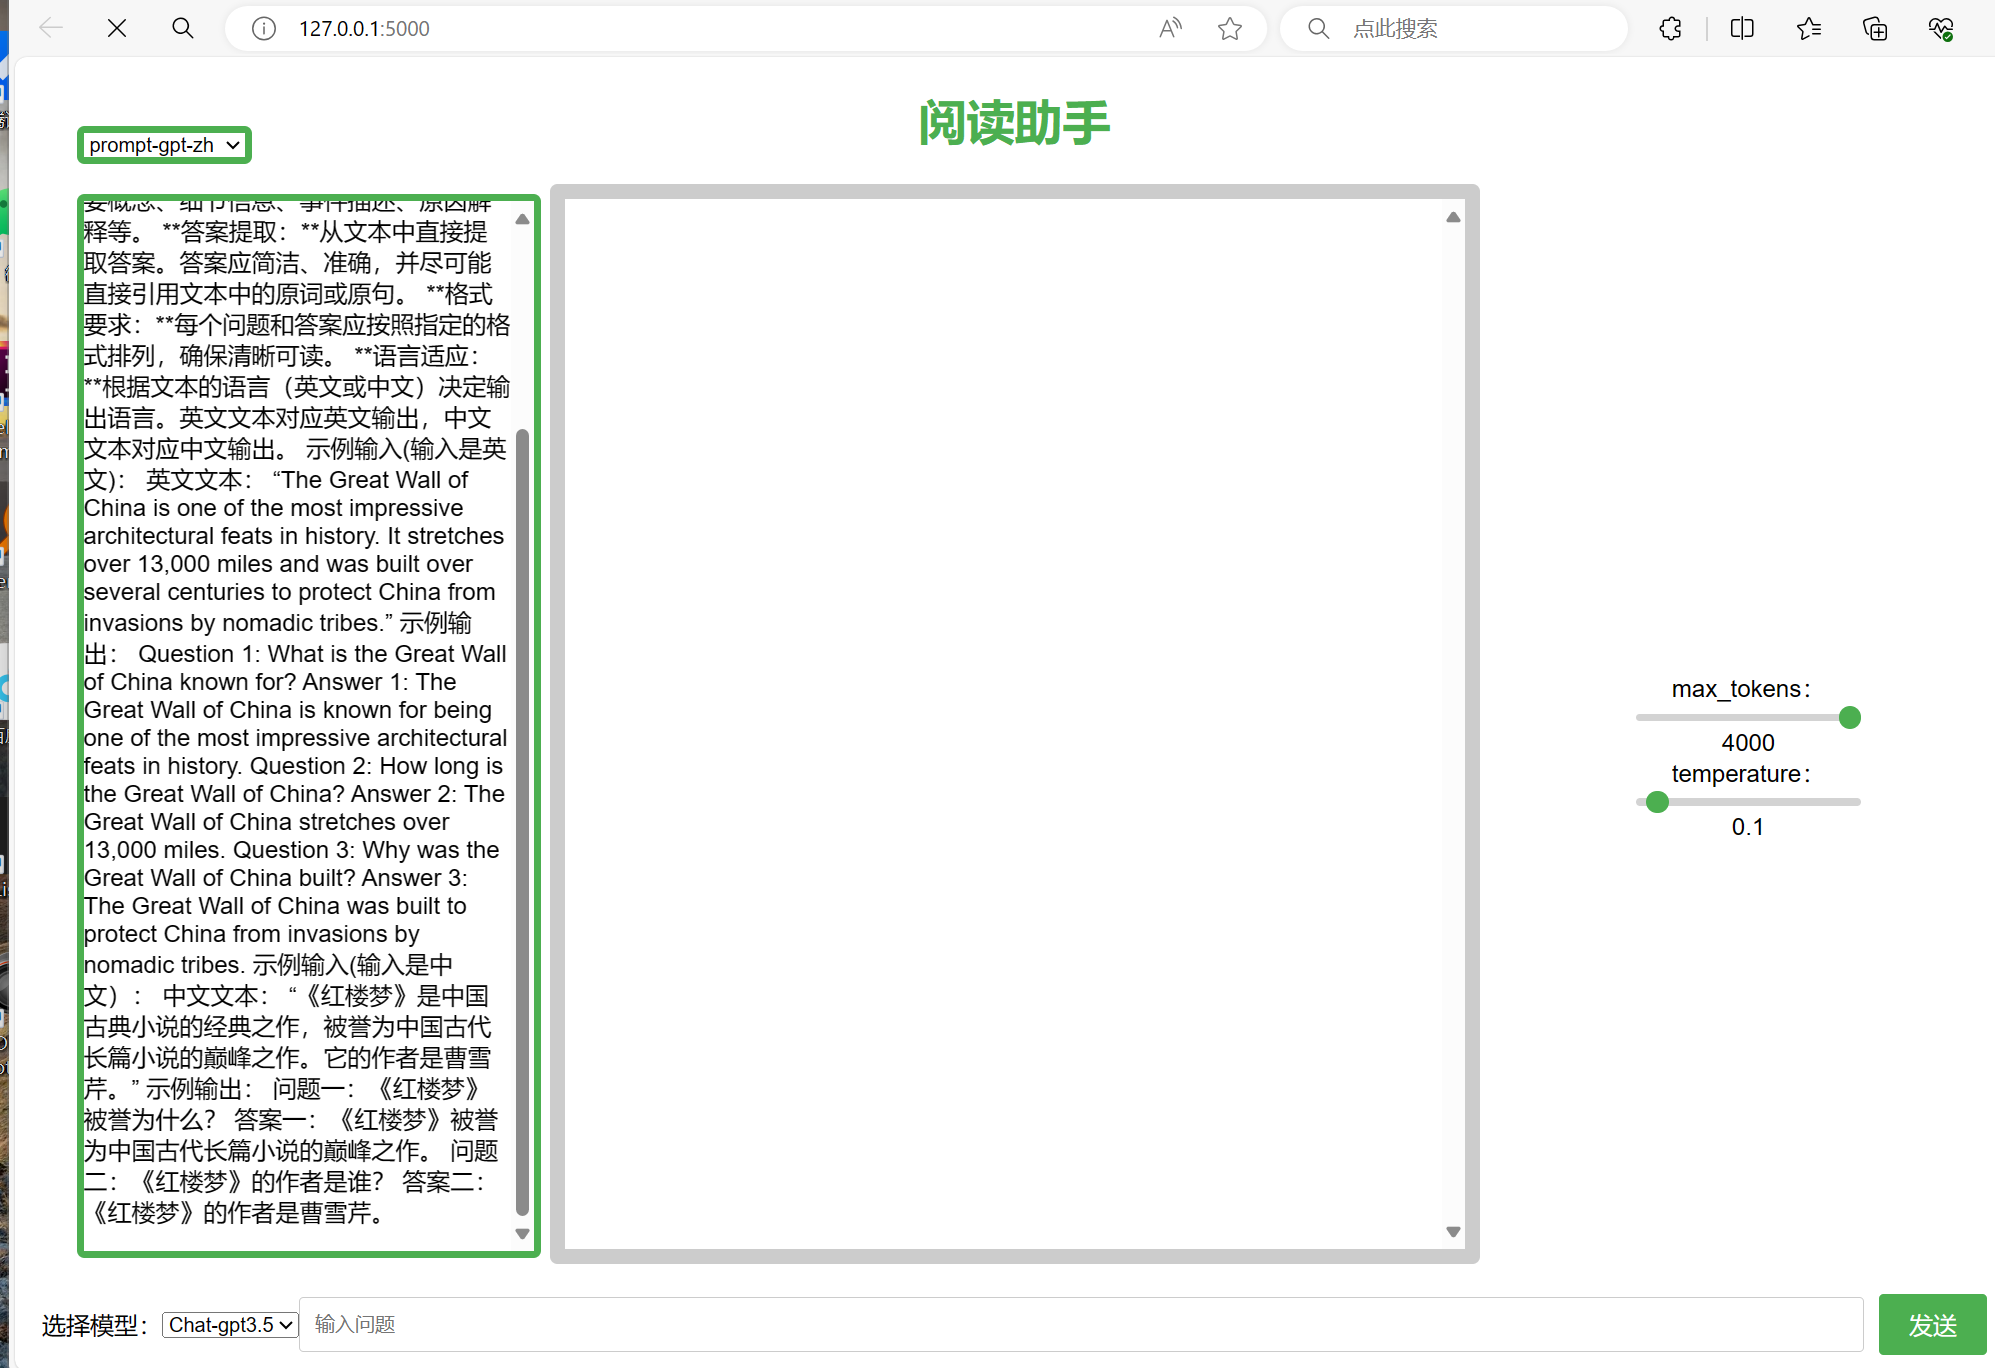 127.0.0.1:5000
点此搜索
阅读助手
prompt-gpt-zh
要概念、细节信息、事件描述、原因解
释等。 **答案提取：**从文本中直接提
取答案。答案应简洁、准确，并尽可能
直接引用文本中的原词或原句。 **格式
要求：**每个问题和答案应按照指定的格
式排列，确保清晰可读。 **语言适应：
**根据文本的语言（英文或中文）决定输
出语言。英文文本对应英文输出，中文
文本对应中文输出。 示例输入(输入是英
文)： 英文文本： “The Great Wall of
China is one of the most impressive
architectural feats in history. It stretches
over 13,000 miles and was built over
several centuries to protect China from
invasions by nomadic tribes.” 示例输
出： Question 1: What is the Great Wall
of China known for? Answer 1: The
Great Wall of China is known for being
one of the most impressive architectural
feats in history. Question 2: How long is
the Great Wall of China? Answer 2: The
Great Wall of China stretches over
13,000 miles. Question 3: Why was the
Great Wall of China built? Answer 3:
The Great Wall of China was built to
protect China from invasions by
nomadic tribes. 示例输入(输入是中
文）： 中文文本： “《红楼梦》是中国
古典小说的经典之作，被誉为中国古代
长篇小说的巅峰之作。它的作者是曹雪
芹。” 示例输出： 问题一：《红楼梦》
被誉为什么？ 答案一：《红楼梦》被誉
为中国古代长篇小说的巅峰之作。 问题
二：《红楼梦》的作者是谁？ 答案二：
《红楼梦》的作者是曹雪芹。
max_tokens：
4000
temperature：
0.1
选择模型：
Chat-gpt3.5
输入问题
发送